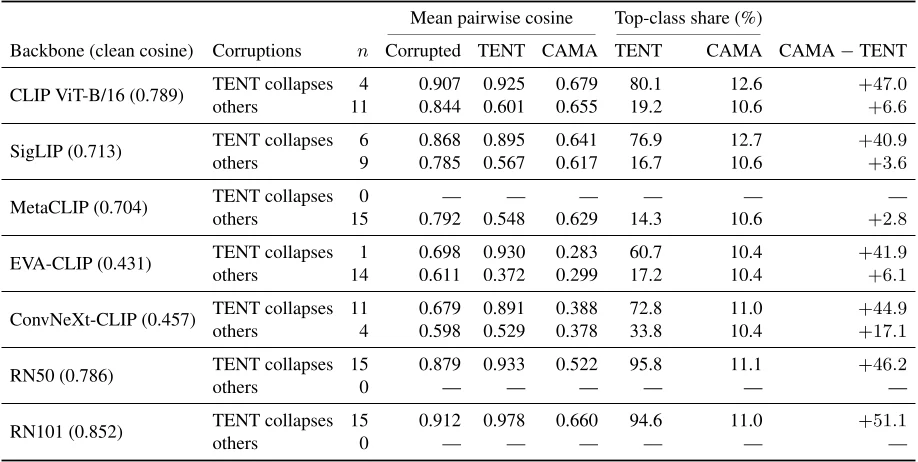 Mean pairwise cosine Top-class share (%)
Backbone (clean cosine) Corruptions n Corrupted TENT CAMA TENT CAMA CAMA − TENT
CLIP ViT-B/16 (0.789) TENT collapses 4 0.907 0.925 0.679 80.1 12.6 +47.0
others 11 0.844 0.601 0.655 19.2 10.6 +6.6
SigLIP (0.713) TENT collapses 6 0.868 0.895 0.641 76.9 12.7 +40.9
others 9 0.785 0.567 0.617 16.7 10.6 +3.6
MetaCLIP (0.704) TENT collapses 0 — — — — — —
others 15 0.792 0.548 0.629 14.3 10.6 +2.8
EVA-CLIP (0.431) TENT collapses 1 0.698 0.930 0.283 60.7 10.4 +41.9
others 14 0.611 0.372 0.299 17.2 10.4 +6.1
ConvNeXt-CLIP (0.457) TENT collapses 11 0.679 0.891 0.388 72.8 11.0 +44.9
others 4 0.598 0.529 0.378 33.8 10.4 +17.1
RN50 (0.786) TENT collapses 15 0.879 0.933 0.522 95.8 11.1 +46.2
others 0 — — — — — —
RN101 (0.852) TENT collapses 15 0.912 0.978 0.660 94.6 11.0 +51.1
others 0 — — — — — —